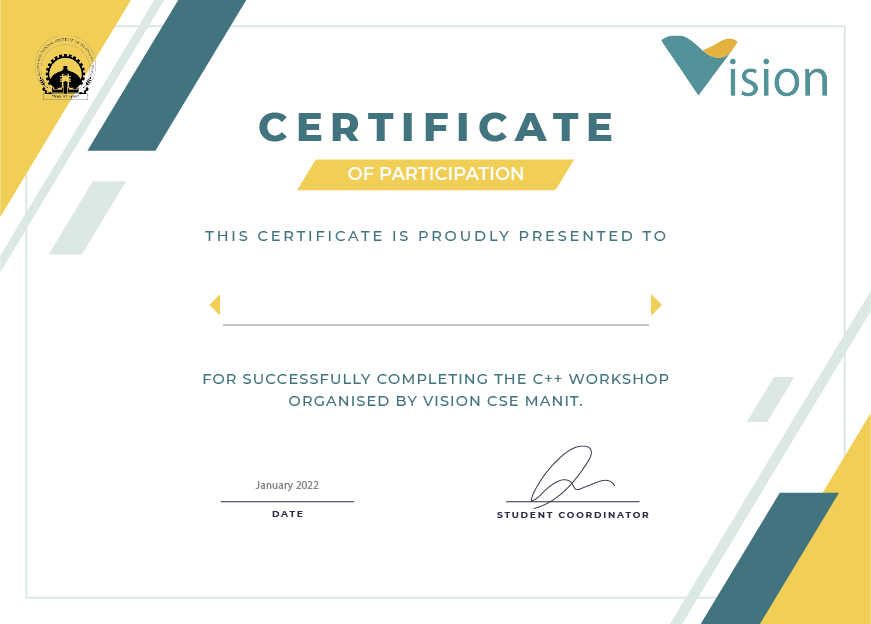 Vision
CERTIFICATE
OF PARTICIPATION
THIS CERTIFICATE IS PROUDLY PRESENTED TO
FOR SUCCESSFULLY COMPLETING THE C++ WORKSHOP
ORGANISED BY VISION CSE MANIT.
January 2022
DATE
STUDENT COORDINATOR